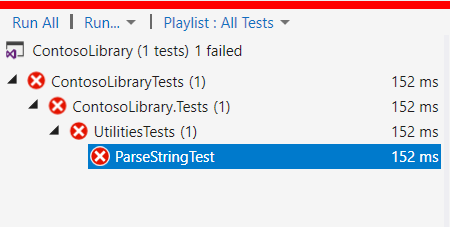 Run All | Run... | Playlist : All Tests
ContosoLibrary (1 tests) 1 failed
ContosoLibraryTests (1) 152 ms
ContosoLibrary.Tests (1) 152 ms
UtilitiesTests (1) 152 ms
ParseStringTest 152 ms